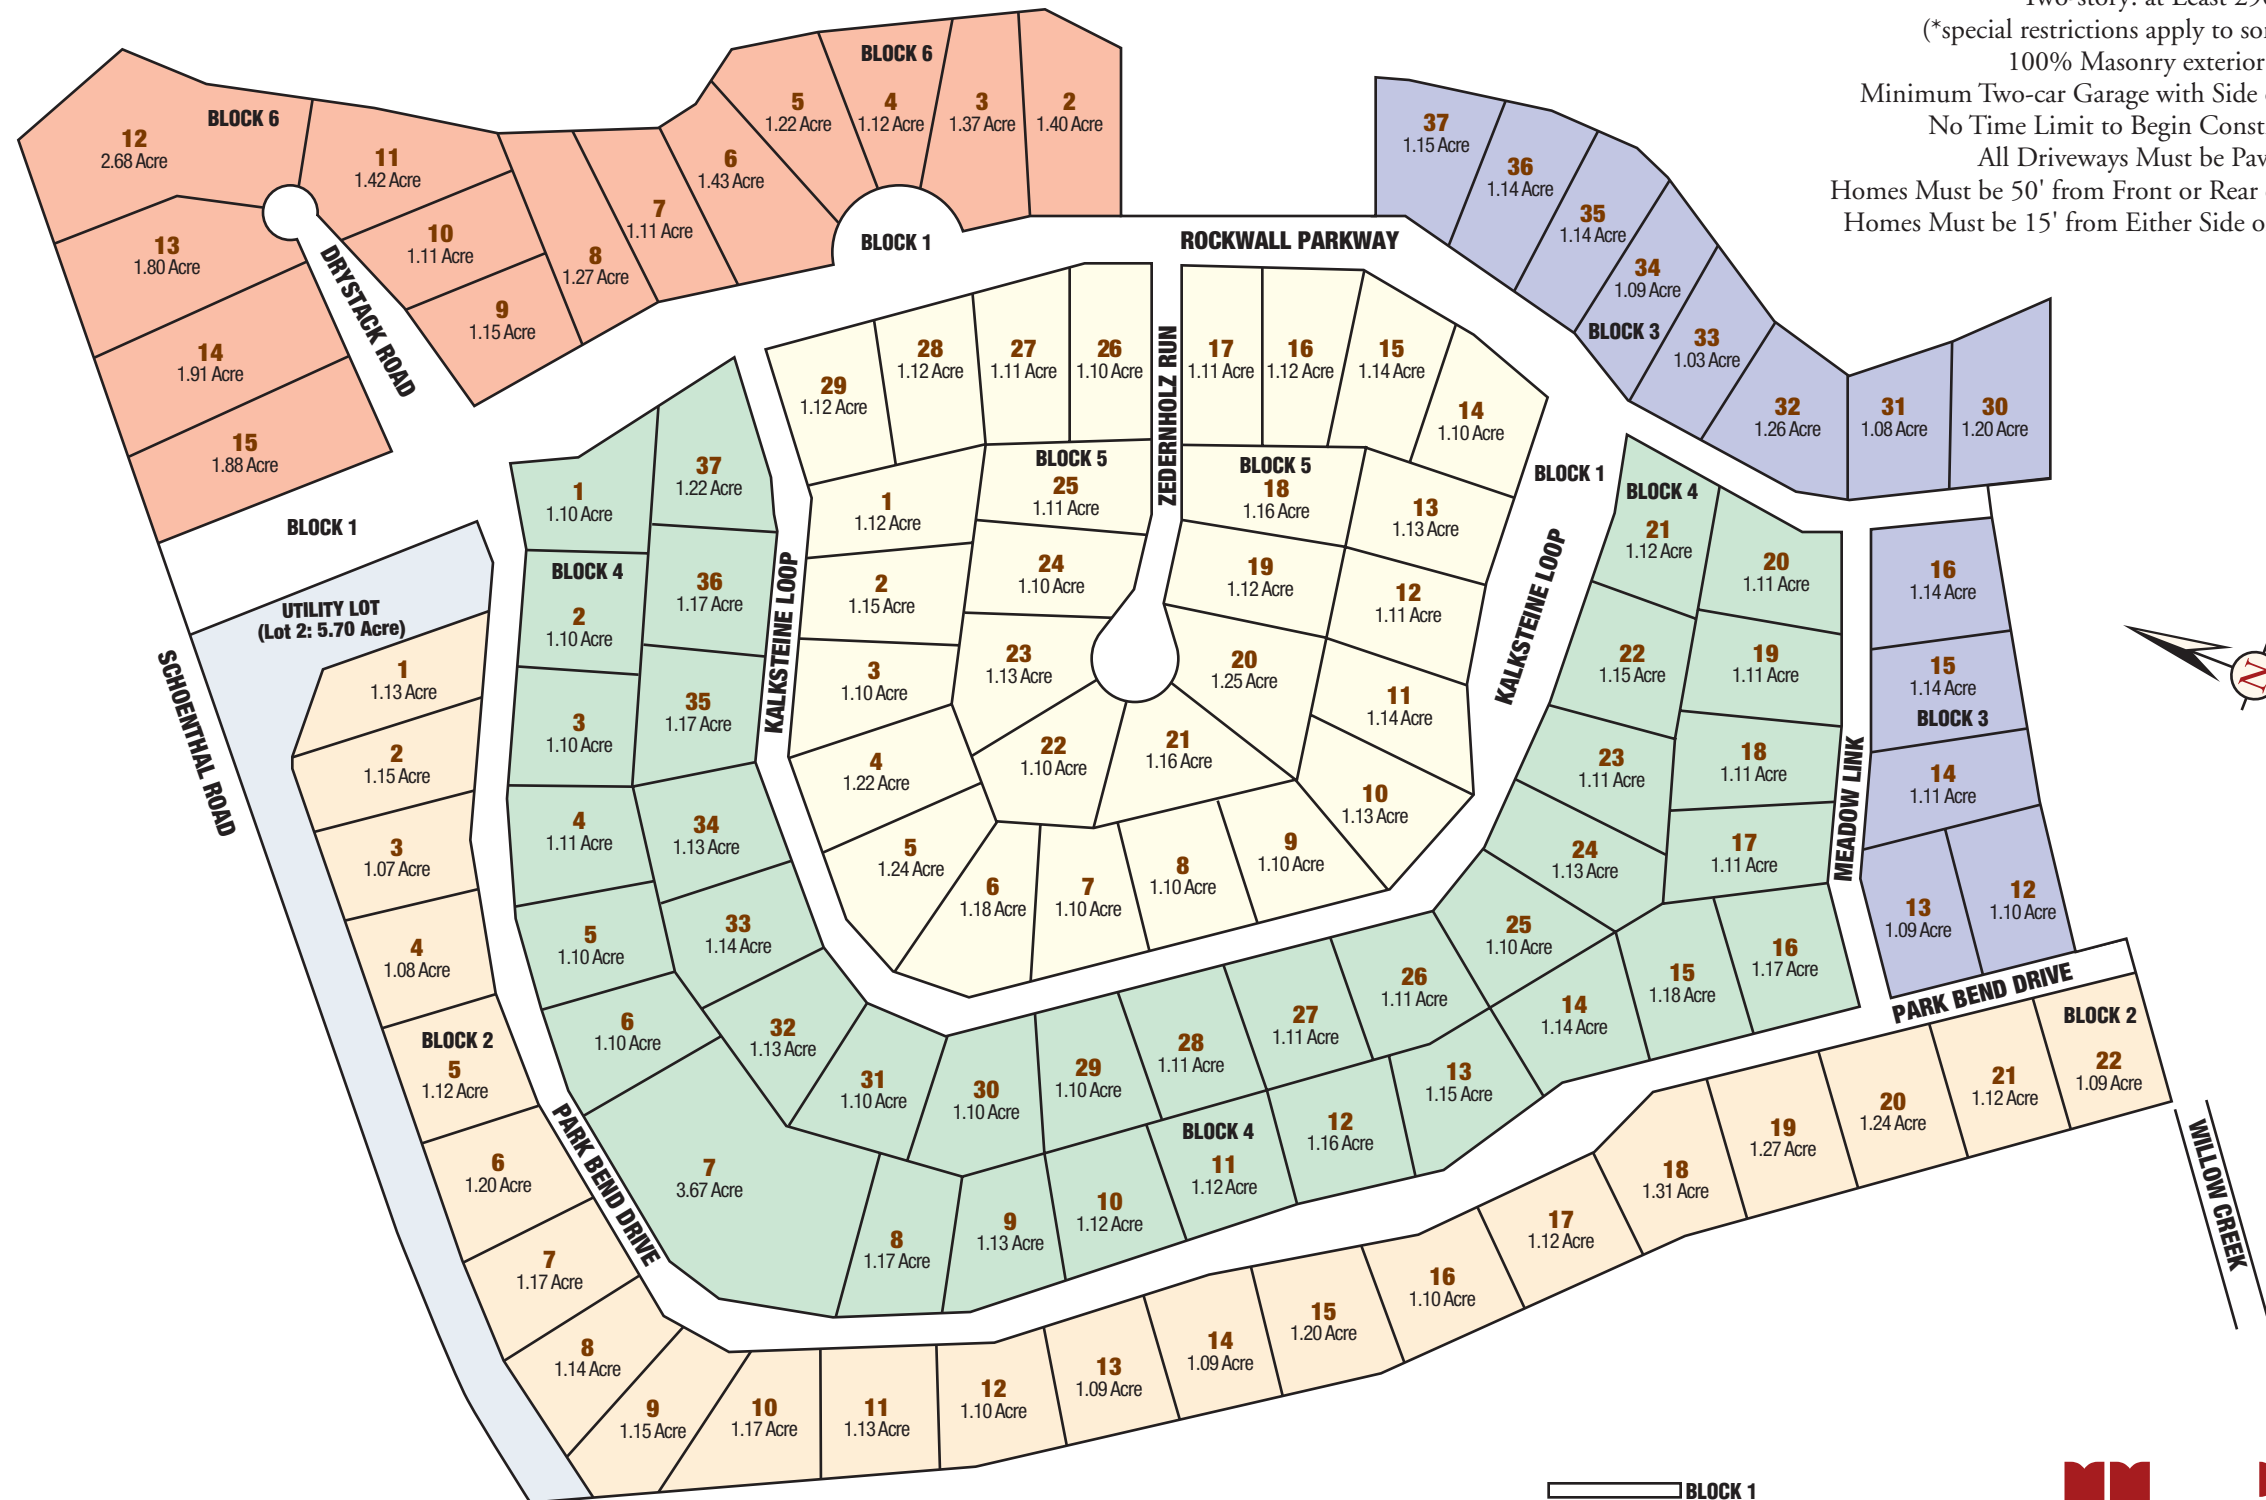 Two-story: at Least
(*special restrictions apply to
100% Masonry exterior
Minimum Two-car Garage with Side
No Time Limit to Begin
All Driveways Must be
Homes Must be 50' from Front or Rear
Homes Must be 15' from Either Side
BLOCK 6
12
2.68 Acre
11
1.42 Acre
13
1.80 Acre
10
1.11 Acre
14
1.91 Acre
9
1.15 Acre
15
1.88 Acre
8
1.27 Acre
7
1.11 Acre
6
1.43 Acre
BLOCK 6
5
1.22 Acre
4
1.12 Acre
3
1.37 Acre
2
1.40 Acre
DRYSTACK ROAD
BLOCK 1
ROCKWALL PARKWAY
37
1.15 Acre
36
1.14 Acre
35
1.14 Acre
34
1.09 Acre
BLOCK 3
33
1.03 Acre
32
1.26 Acre
31
1.08 Acre
30
1.20 Acre
29
1.12 Acre
28
1.12 Acre
27
1.11 Acre
26
1.10 Acre
ZEDERNHOLZ RUN
17
1.11 Acre
16
1.12 Acre
15
1.14 Acre
14
1.10 Acre
BLOCK 5
25
1.11 Acre
BLOCK 5
18
1.16 Acre
13
1.13 Acre
1
1.12 Acre
24
1.10 Acre
19
1.12 Acre
12
1.11 Acre
2
1.15 Acre
23
1.13 Acre
20
1.25 Acre
11
1.14 Acre
3
1.10 Acre
22
1.10 Acre
21
1.16 Acre
10
1.13 Acre
4
1.22 Acre
5
1.24 Acre
6
1.18 Acre
7
1.10 Acre
8
1.10 Acre
9
1.10 Acre
BLOCK 1
KALKSTEINE LOOP
KALKSTEINE LOOP
BLOCK 1
UTILITY LOT
(Lot 2: 5.70 Acre)
SCHOENTHAL ROAD
1
1.10 Acre
37
1.22 Acre
BLOCK 4
2
1.10 Acre
36
1.17 Acre
3
1.10 Acre
35
1.17 Acre
4
1.11 Acre
34
1.13 Acre
5
1.10 Acre
33
1.14 Acre
6
1.10 Acre
32
1.13 Acre
31
1.10 Acre
30
1.10 Acre
29
1.10 Acre
28
1.11 Acre
27
1.11 Acre
26
1.11 Acre
25
1.10 Acre
7
3.67 Acre
8
1.17 Acre
9
1.13 Acre
10
1.12 Acre
BLOCK 4
11
1.12 Acre
12
1.16 Acre
13
1.15 Acre
14
1.14 Acre
15
1.18 Acre
16
1.17 Acre
BLOCK 4
21
1.12 Acre
20
1.11 Acre
22
1.15 Acre
19
1.11 Acre
23
1.11 Acre
18
1.11 Acre
24
1.13 Acre
17
1.11 Acre
MEADOW LINK
16
1.14 Acre
15
1.14 Acre
BLOCK 3
14
1.11 Acre
13
1.09 Acre
12
1.10 Acre
N
PARK BEND DRIVE
1
1.13 Acre
2
1.15 Acre
3
1.07 Acre
4
1.08 Acre
BLOCK 2
5
1.12 Acre
6
1.20 Acre
7
1.17 Acre
8
1.14 Acre
9
1.15 Acre
10
1.17 Acre
11
1.13 Acre
12
1.10 Acre
13
1.09 Acre
14
1.09 Acre
15
1.20 Acre
16
1.10 Acre
17
1.12 Acre
18
1.31 Acre
19
1.27 Acre
20
1.24 Acre
21
1.12 Acre
BLOCK 2
22
1.09 Acre
PARK BEND DRIVE
WILLOW CREEK
BLOCK 1